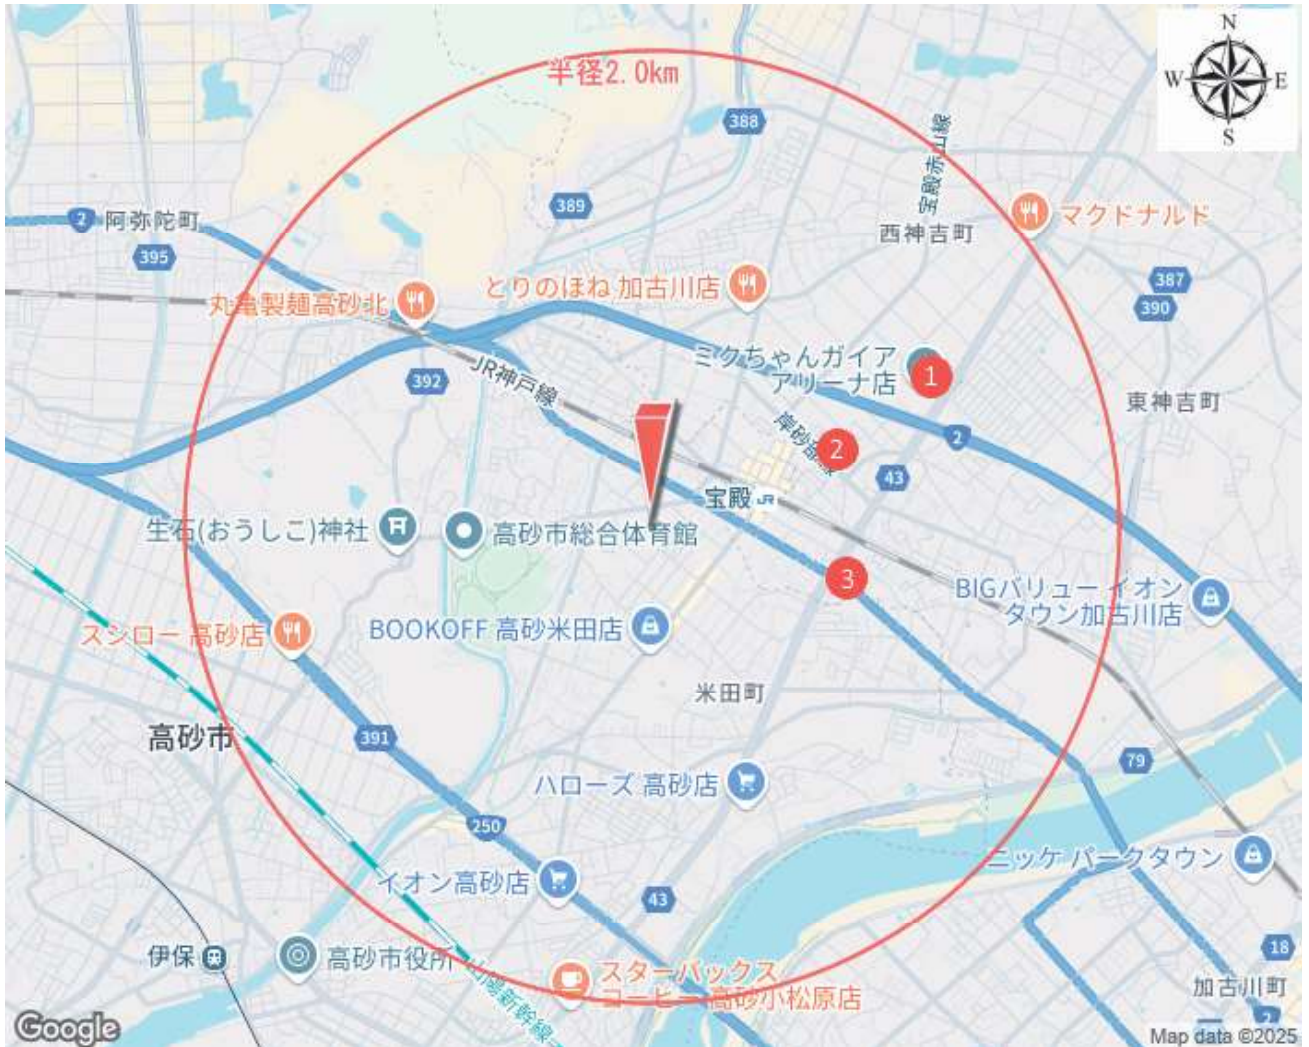 N
W E
S
半径2.0km
388
宝殿赤山線
389
マクドナルド
2
阿弥陀町
西神吉町
395
387
とりのほね 加古川店
丸亀製麺高砂北
390
ミクちゃんガイア
アリーナ店
1
392
JR神戸線
東神吉町
2
2
43
宝殿
JR
生石(おうしこ)神社
高砂市総合体育館
3
BIGバリュー イオン
タウン加古川店
BOOKOFF 高砂米田店
スシロー 高砂店
米田町
高砂市
391
79
ハローズ 高砂店
250
ニッケ パークタウン
イオン高砂店
43
伊保
高砂市役所
山陽新幹線
18
スターバックス
コーヒー 高砂小松原店
加古川町
2
Google
Map data ©2025